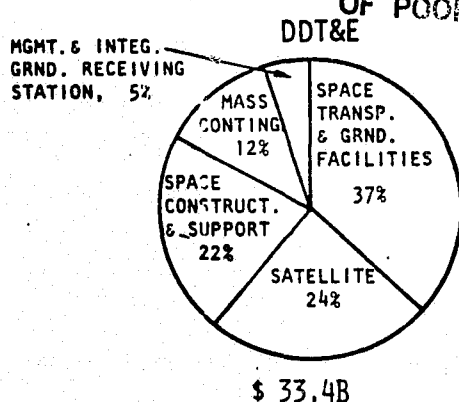 OF POOR
DDT&E
MGMT. & INTEG.
GRND. RECEIVING
STATION, 5%
MASS
CONTING
12%
SPACE
TRANSP.
& GRND.
FACILITIES
37%
SPACE
CONSTRUCT.
& SUPPORT
22%
SATELLITE
24%
$ 33.4B